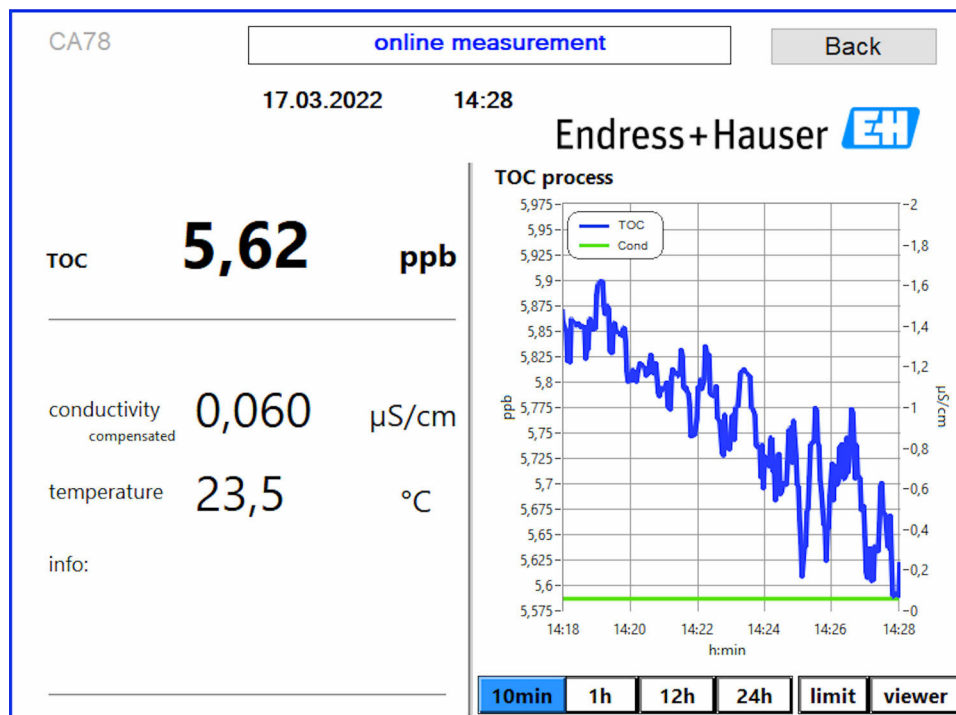 CA78
online measurement
Back
17.03.2022 14:28
Endress+Hauser EH
TOC 5,62 ppb
conductivity compensated 0,060 µS/cm
temperature 23,5 °C
info:
TOC process
TOC
Cond
5,975
5,95
5,925
5,9
5,875
5,85
5,825
5,8
5,775
5,75
5,725
5,7
5,675
5,65
5,625
5,6
5,575
ppb
2
1,8
1,6
1,4
1,2
1
0,8
0,6
0,4
0,2
0
µS/cm
14:18 14:20 14:22 14:24 14:26 14:28
h:min
10min 1h 12h 24h limit viewer